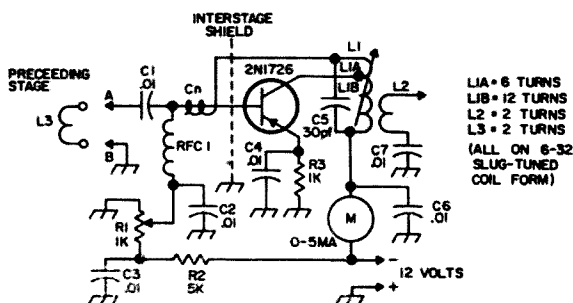 INTERSTAGE
SHIELD
PRECEEDING
STAGE
L3
A
B
C1
.01
Cn
2N1726
L1
L1A
L1B
L2
C5
30pf
RFC 1
C4
.01
R3
1K
C7
.01
L1A = 6 TURNS
L1B = 12 TURNS
L2 = 2 TURNS
L3 = 2 TURNS
(ALL ON 6-32
SLUG-TUNED
COIL FORM)
R1
1K
C2
.01
M
0-5MA
C6
.01
C3
.01
R2
5K
-
12 VOLTS
+